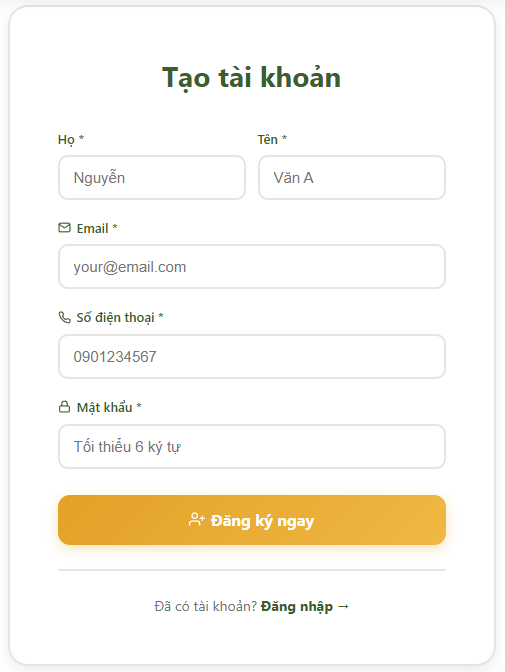 Tạo tài khoản
Họ * Tên *
Nguyễn Văn A
Email *
your@email.com
Số điện thoại *
0901234567
Mật khẩu *
Tối thiểu 6 ký tự
Đăng ký ngay
Đã có tài khoản? Đăng nhập →